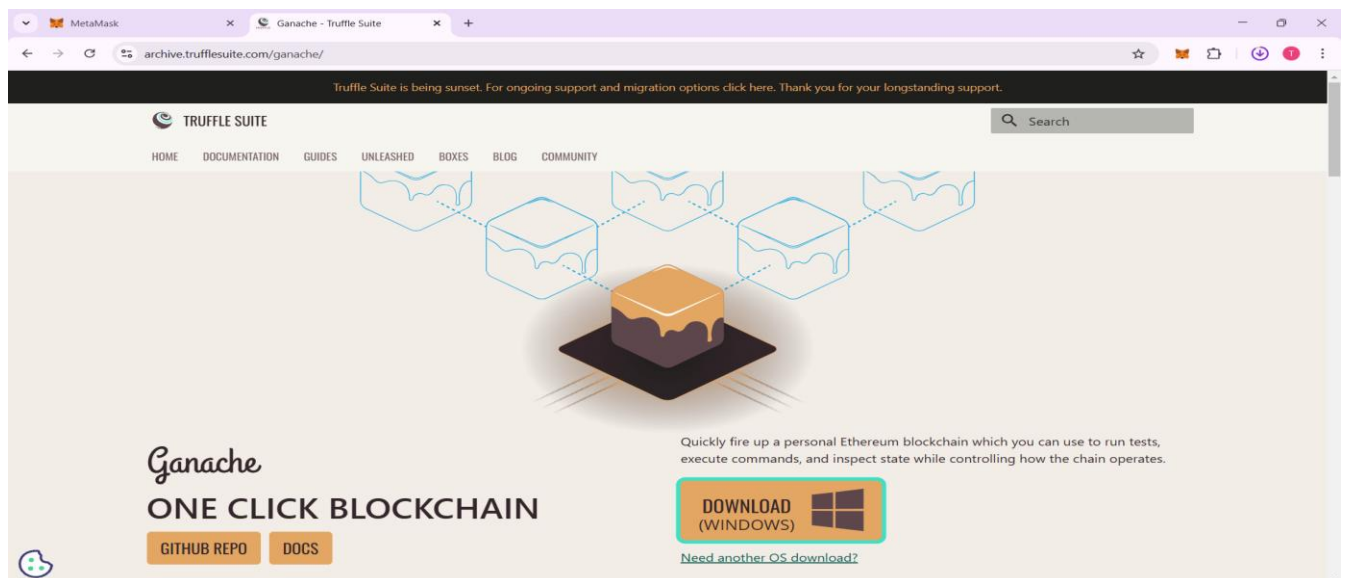 MetaMask
Ganache - Truffle Suite
archive.trufflesuite.com/ganache/
T
Truffle Suite is being sunset. For ongoing support and migration options click here. Thank you for your longstanding support.
TRUFFLE SUITE
Search
HOME DOCUMENTATION GUIDES UNLEASHED BOXES BLOG COMMUNITY
Quickly fire up a personal Ethereum blockchain which you can use to run tests,
execute commands, and inspect state while controlling how the chain operates.
Ganache
ONE CLICK BLOCKCHAIN
DOWNLOAD
(WINDOWS)
GITHUB REPO DOCS
Need another OS download?